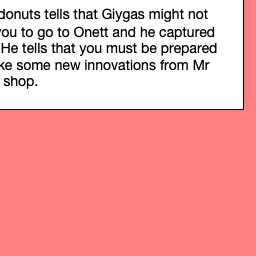 donuts tells that Giygas might not
you to go to Onett and he captured
He tells that you must be prepared
ke some new innovations from Mr
shop.